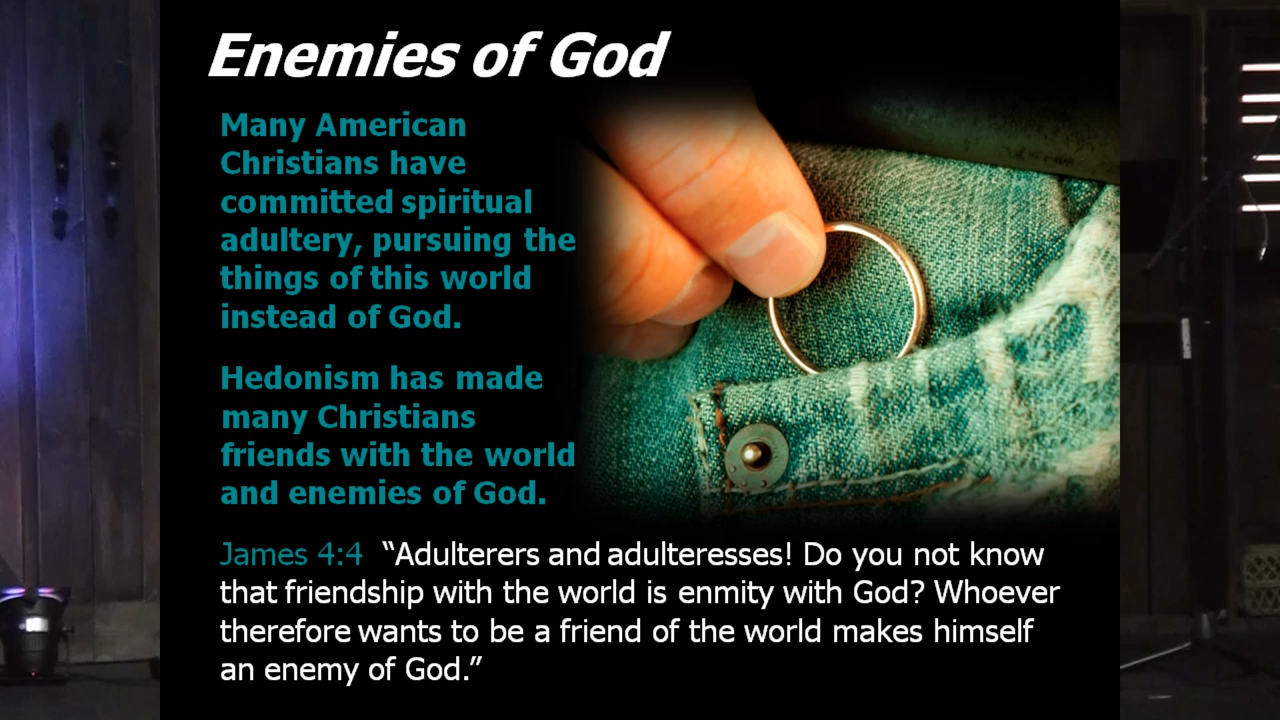 Enemies of God
Many American
Christians have
committed spiritual
adultery, pursuing the
things of this world
instead of God.
Hedonism has made
many Christians
friends with the world
and enemies of God.
James 4:4 “Adulterers and adulteresses! Do you not know
that friendship with the world is enmity with God? Whoever
therefore wants to be a friend of the world makes himself
an enemy of God.”